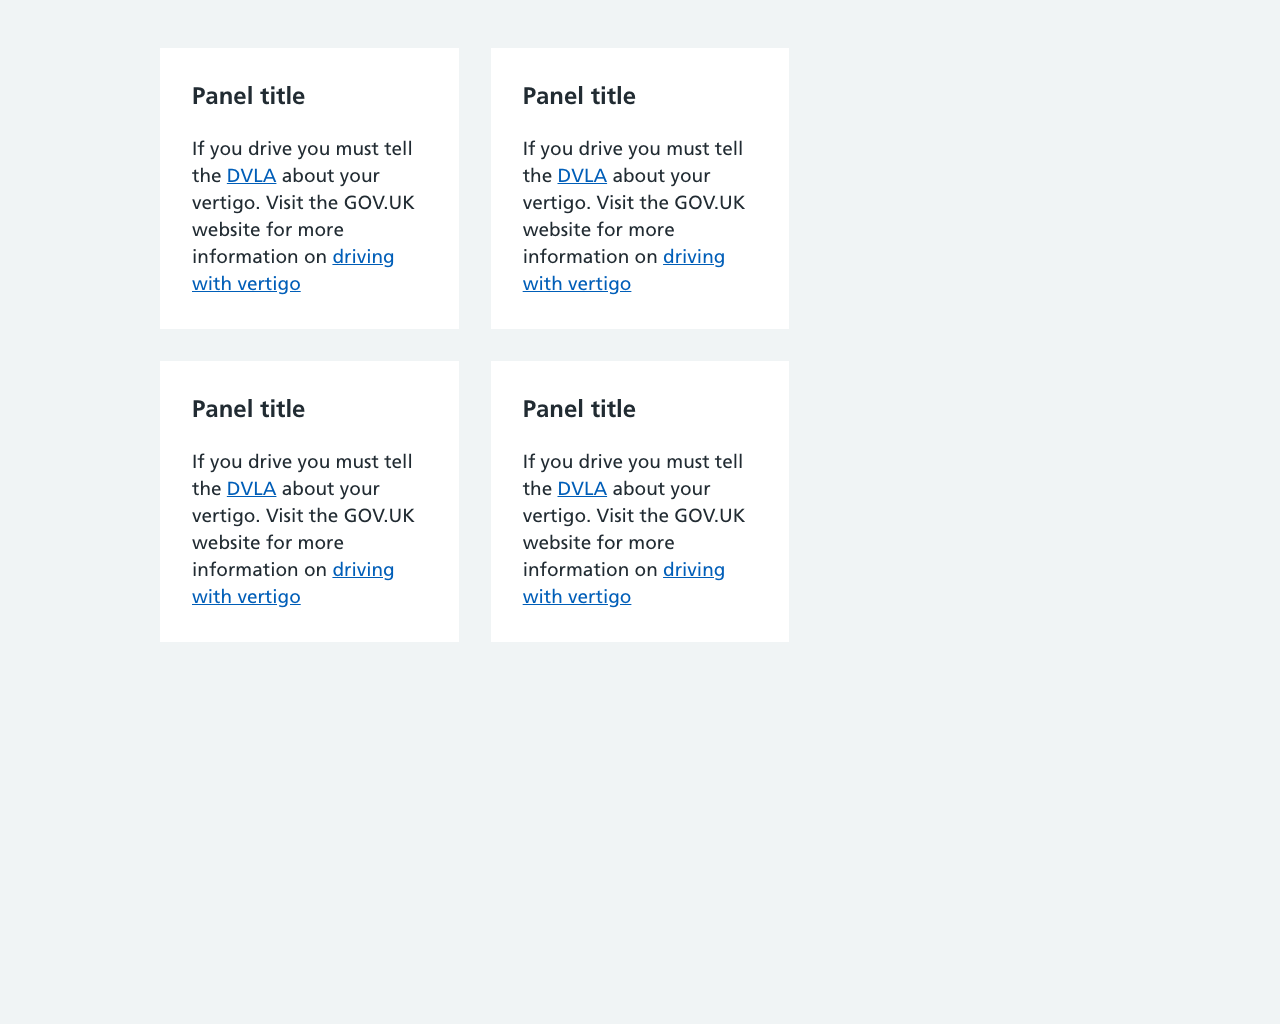 Panel title
If you drive you must tell
the DVLA about your
vertigo. Visit the GOV.UK
website for more
information on driving
with vertigo
Panel title
If you drive you must tell
the DVLA about your
vertigo. Visit the GOV.UK
website for more
information on driving
with vertigo
Panel title
If you drive you must tell
the DVLA about your
vertigo. Visit the GOV.UK
website for more
information on driving
with vertigo
Panel title
If you drive you must tell
the DVLA about your
vertigo. Visit the GOV.UK
website for more
information on driving
with vertigo